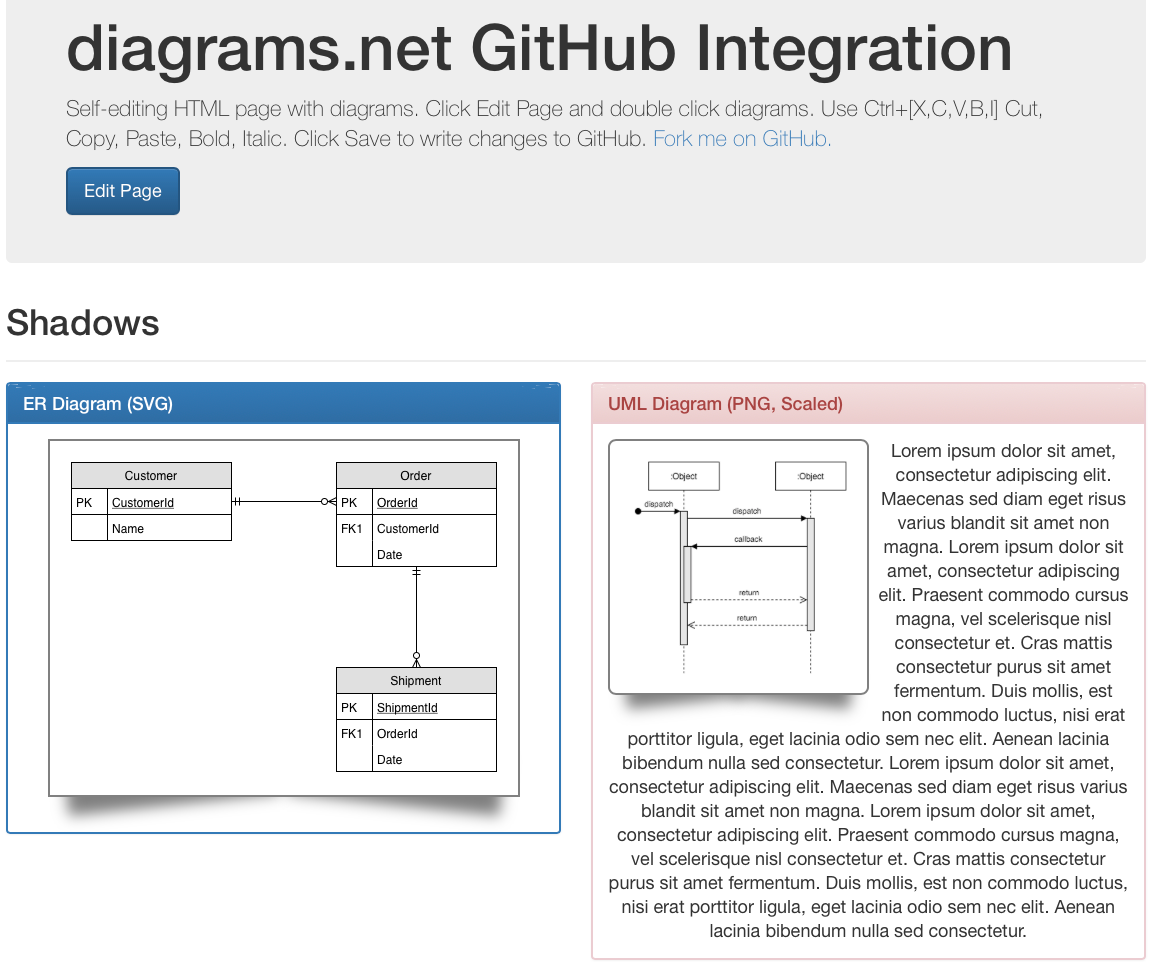 diagrams.net GitHub Integration
Self-editing HTML page with diagrams. Click Edit Page and double click diagrams. Use Ctrl+[X,C,V,B,I] Cut,
Copy, Paste, Bold, Italic. Click Save to write changes to GitHub. Fork me on GitHub.
Edit Page
Shadows
ER Diagram (SVG)
Customer
PK CustomerId
Name
Order
PK OrderId
FK1 CustomerId
Date
Shipment
PK ShipmentId
FK1 OrderId
Date
UML Diagram (PNG, Scaled)
:Object :Object
dispatch
dispatch
callback
return
return
Lorem ipsum dolor sit amet,
consectetur adipiscing elit.
Maecenas sed diam eget risus
varius blandit sit amet non
magna. Lorem ipsum dolor sit
amet, consectetur adipiscing
elit. Praesent commodo cursus
magna, vel scelerisque nisl
consectetur et. Cras mattis
consectetur purus sit amet
fermentum. Duis mollis, est
non commodo luctus, nisi erat
porttitor ligula, eget lacinia odio sem nec elit. Aenean lacinia
bibendum nulla sed consectetur. Lorem ipsum dolor sit amet,
consectetur adipiscing elit. Maecenas sed diam eget risus varius
blandit sit amet non magna. Lorem ipsum dolor sit amet,
consectetur adipiscing elit. Praesent commodo cursus magna,
vel scelerisque nisl consectetur et. Cras mattis consectetur
purus sit amet fermentum. Duis mollis, est non commodo luctus,
nisi erat porttitor ligula, eget lacinia odio sem nec elit. Aenean
lacinia bibendum nulla sed consectetur.